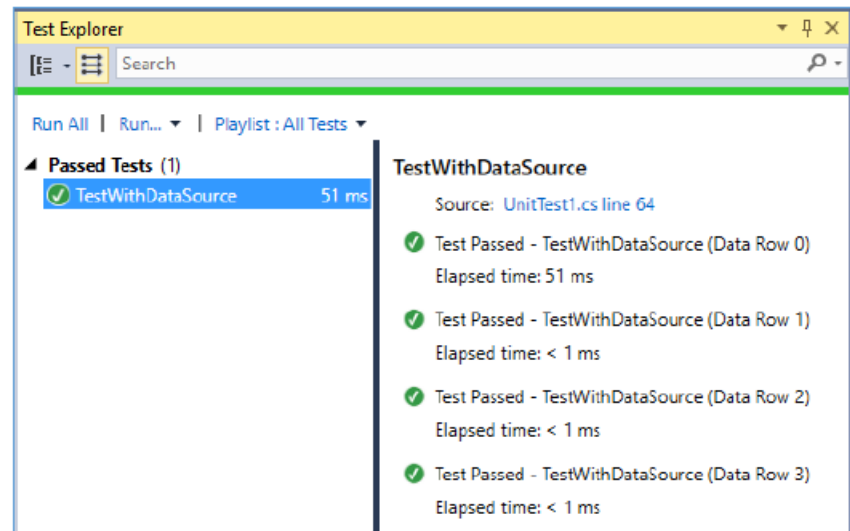 Test Explorer
Search
Run All | Run... | Playlist : All Tests
Passed Tests (1)
TestWithDataSource 51 ms
TestWithDataSource
Source: UnitTest1.cs line 64
Test Passed - TestWithDataSource (Data Row 0)
Elapsed time: 51 ms
Test Passed - TestWithDataSource (Data Row 1)
Elapsed time: < 1 ms
Test Passed - TestWithDataSource (Data Row 2)
Elapsed time: < 1 ms
Test Passed - TestWithDataSource (Data Row 3)
Elapsed time: < 1 ms